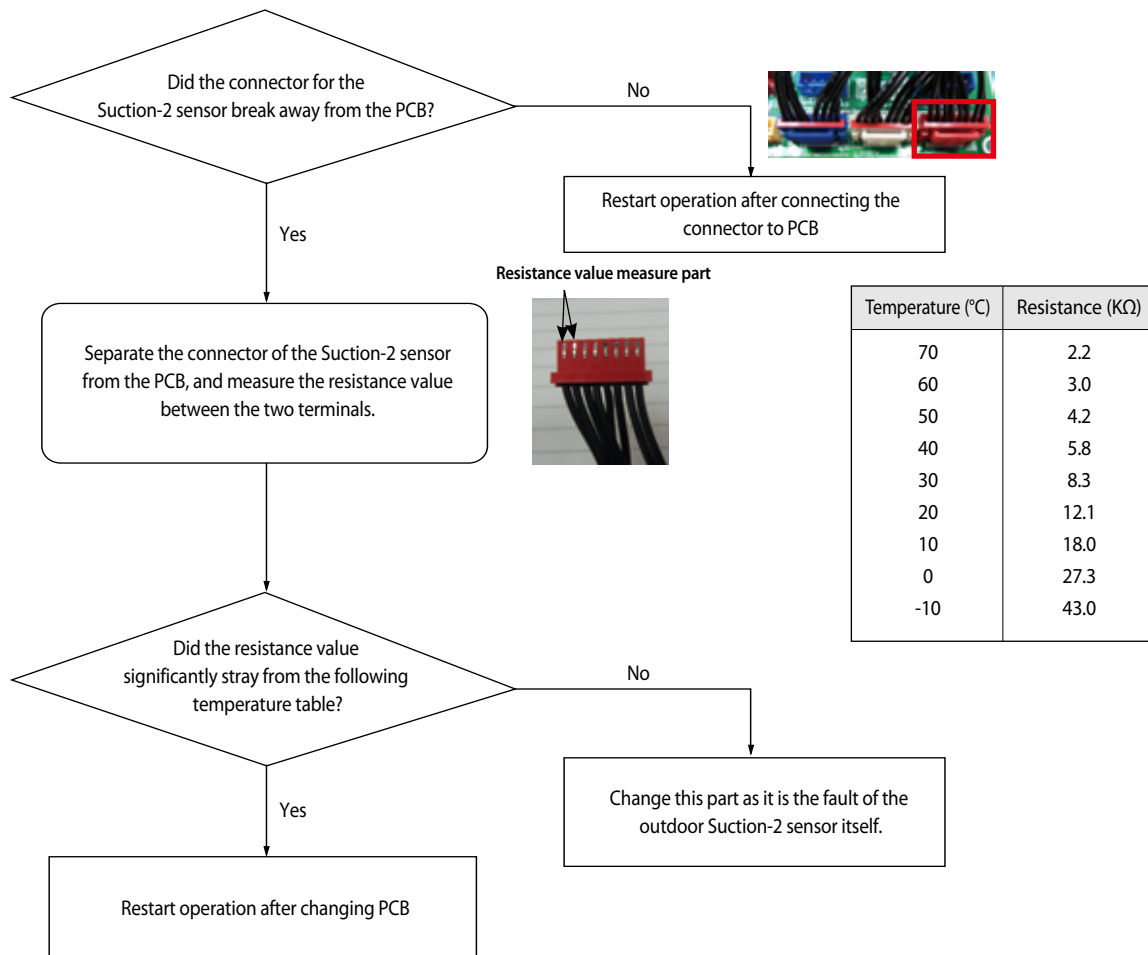 Did the connector for the
Suction-2 sensor break away from the PCB?
No
Restart operation after connecting the
connector to PCB
Yes
Resistance value measure part
Separate the connector of the Suction-2 sensor
from the PCB, and measure the resistance value
between the two terminals.
Temperature (°C) Resistance (KΩ)
70 2.2
60 3.0
50 4.2
40 5.8
30 8.3
20 12.1
10 18.0
0 27.3
-10 43.0
Did the resistance value
significantly stray from the following
temperature table?
No
Change this part as it is the fault of the
outdoor Suction-2 sensor itself.
Yes
Restart operation after changing PCB